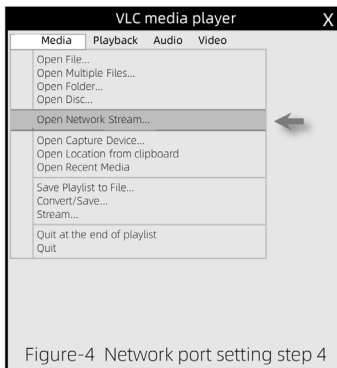 VLC media player X
Media Playback Audio Video
Open File...
Open Multiple Files...
Open Folder...
Open Disc...
Open Network Stream...
Open Capture Device...
Open Location from clipboard
Open Recent Media
Save Playlist to File...
Convert/Save...
Stream...
Quit at the end of playlist
Quit
Figure-4 Network port setting step 4